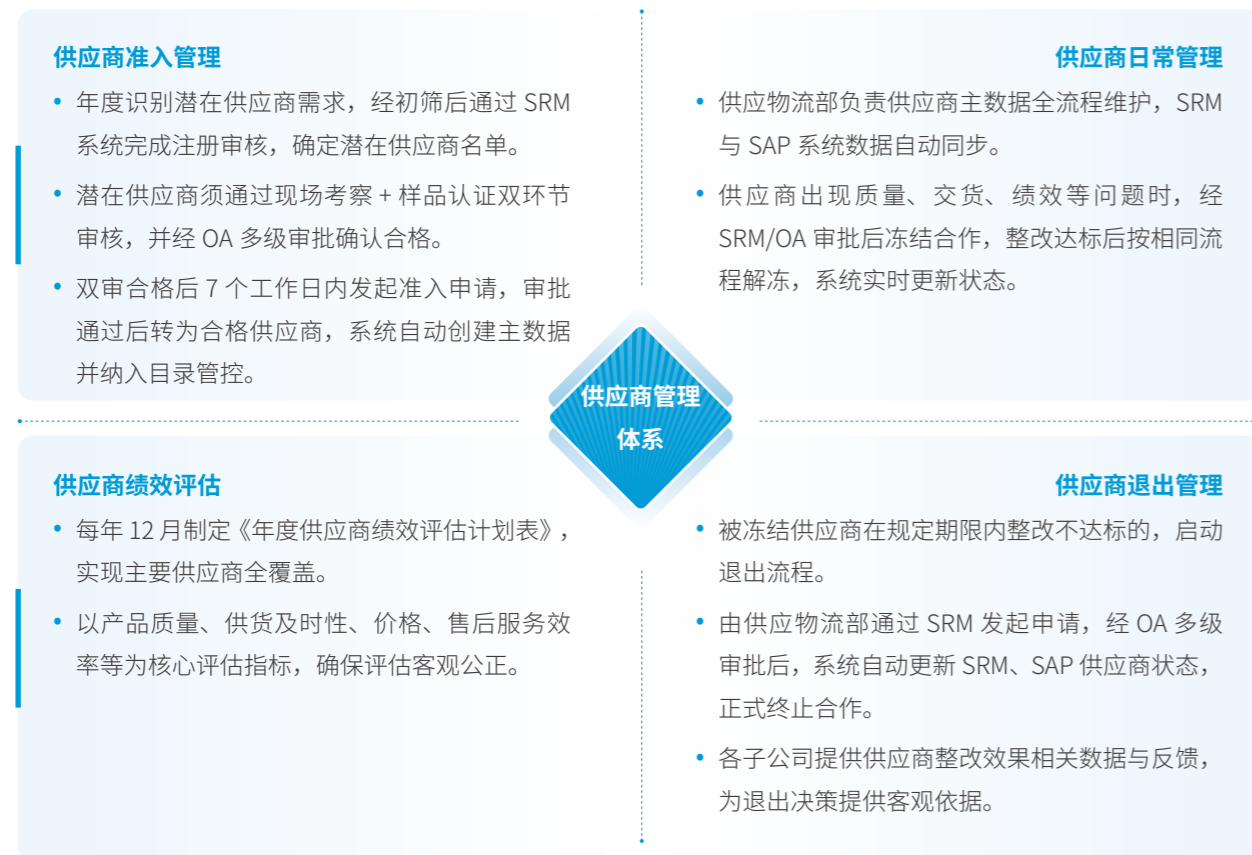 供应商准入管理
• 年度识别潜在供应商需求，经初筛后通过 SRM
系统完成注册审核，确定潜在供应商名单。
• 潜在供应商须通过现场考察 + 样品认证双环节
审核，并经 OA 多级审批确认合格。
• 双审合格后 7 个工作日内发起准入申请，审批
通过后转为合格供应商，系统自动创建主数据
并纳入目录管控。
供应商日常管理
• 供应物流部负责供应商主数据全流程维护，SRM
与 SAP 系统数据自动同步。
• 供应商出现质量、交货、绩效等问题时，经
SRM/OA 审批后冻结合作，整改达标后按相同流
程解冻，系统实时更新状态。
供应商管理
体系
供应商绩效评估
• 每年 12 月制定《年度供应商绩效评估计划表》，
实现主要供应商全覆盖。
• 以产品质量、供货及时性、价格、售后服务效
率等为核心评估指标，确保评估客观公正。
供应商退出管理
• 被冻结供应商在规定期限内整改不达标的，启动
退出流程。
• 由供应物流部通过 SRM 发起申请，经 OA 多级
审批后，系统自动更新 SRM、SAP 供应商状态，
正式终止合作。
• 各子公司提供供应商整改效果相关数据与反馈，
为退出决策提供客观依据。